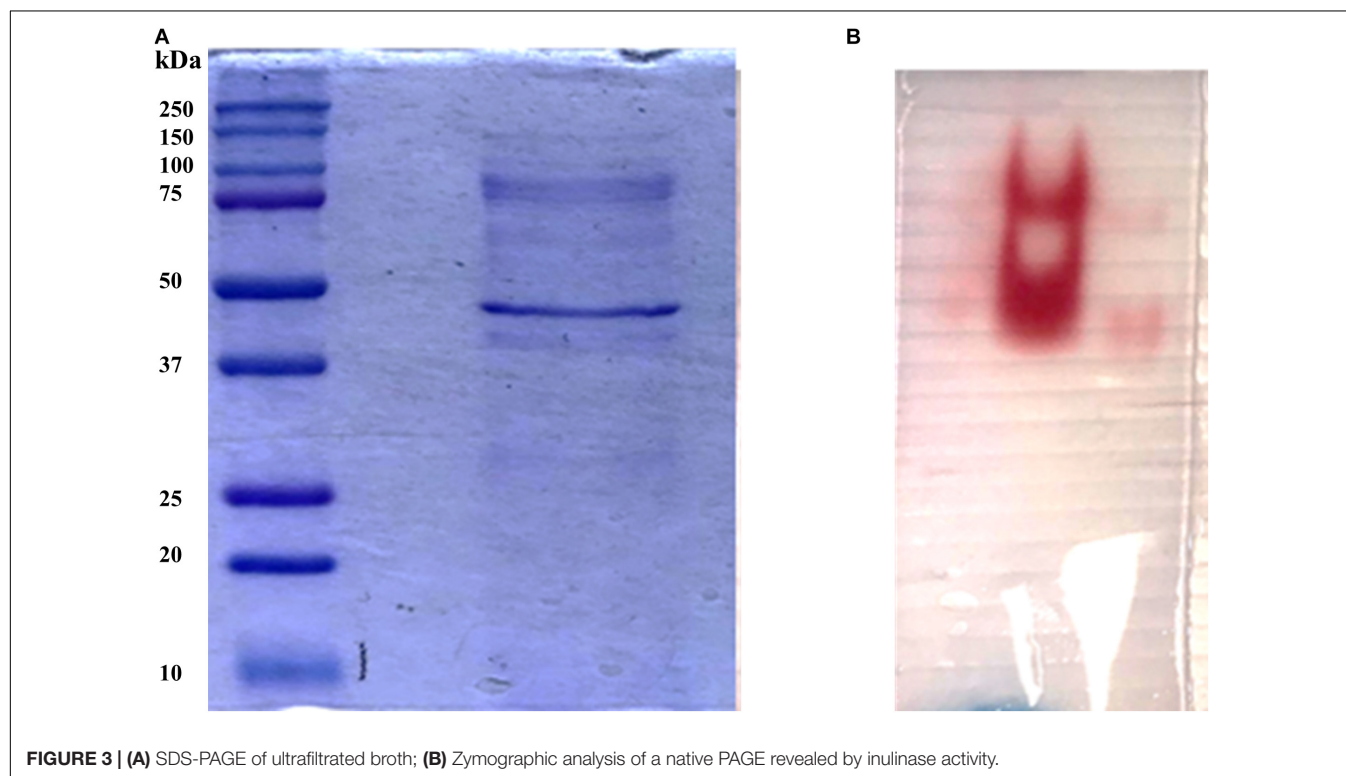 A
kDa
250
150
100
75
50
37
25
20
10
B
FIGURE 3 | (A) SDS-PAGE of ultrafiltrated broth; (B) Zymographic analysis of a native PAGE revealed by inulinase activity.